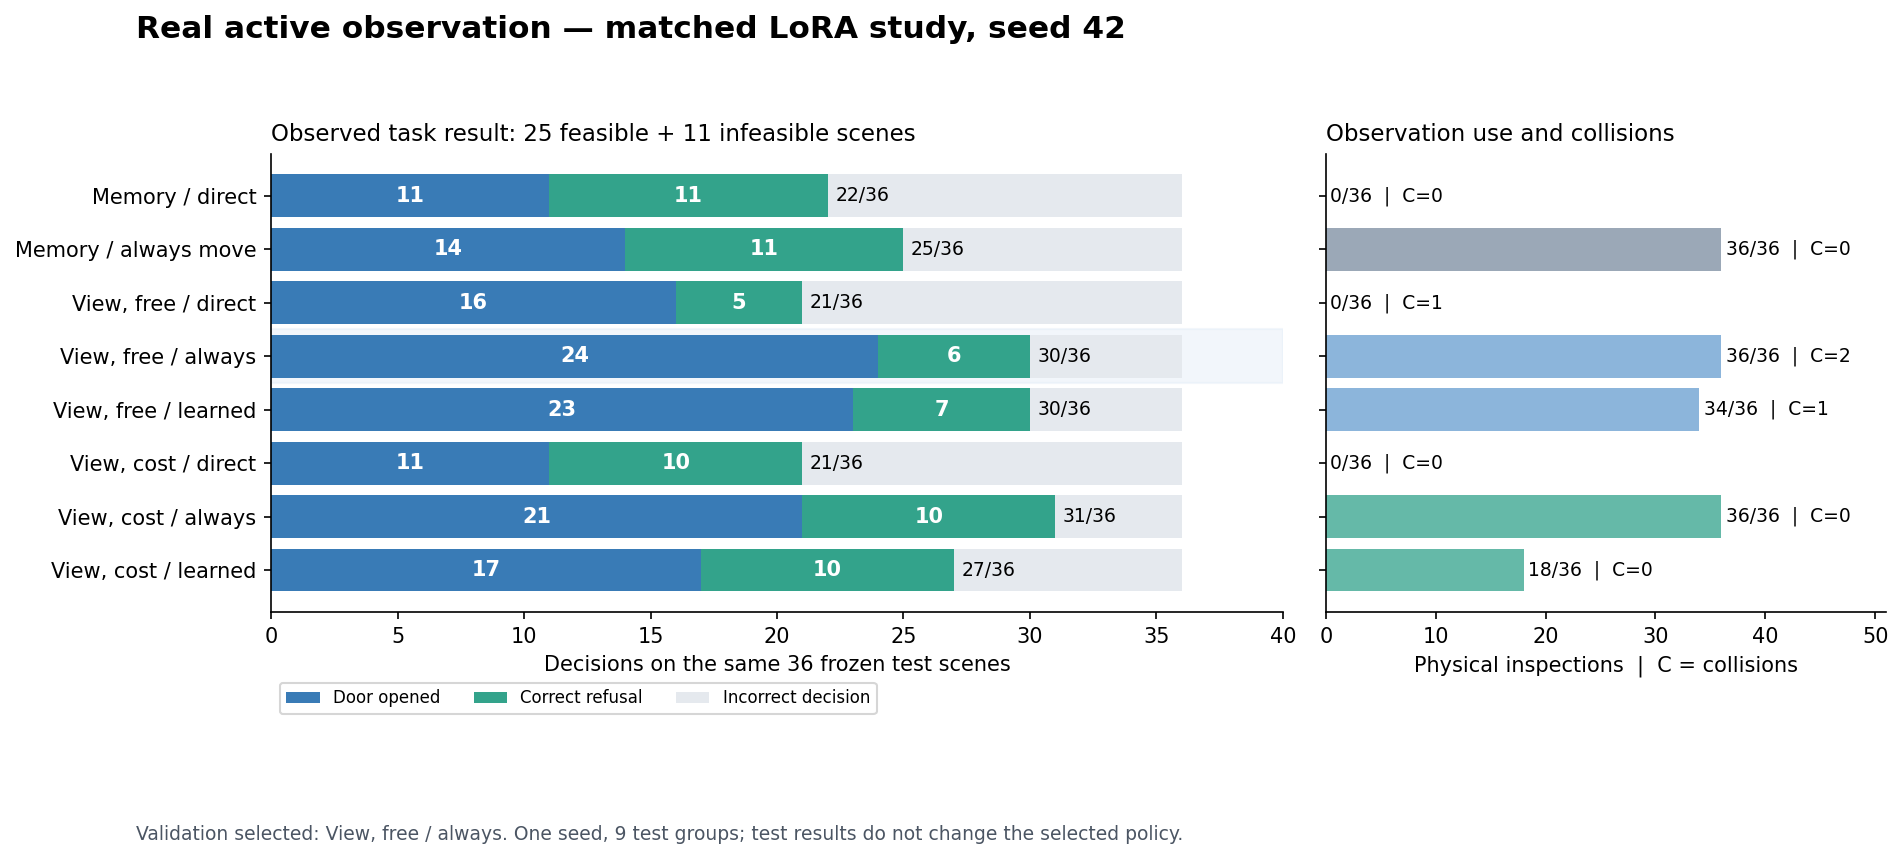 Real active observation — matched LoRA study, seed 42
Observed task result: 25 feasible + 11 infeasible scenes
Memory / direct
11
11
22/36
Memory / always move
14
11
25/36
View, free / direct
16
5
21/36
View, free / always
24
6
30/36
View, free / learned
23
7
30/36
View, cost / direct
11
10
21/36
View, cost / always
21
10
31/36
View, cost / learned
17
10
27/36
0
5
10
15
20
25
30
35
40
Decisions on the same 36 frozen test scenes
Door opened
Correct refusal
Incorrect decision
Observation use and collisions
0/36 | C=0
36/36 | C=0
0/36 | C=1
36/36 | C=2
34/36 | C=1
0/36 | C=0
36/36 | C=0
18/36 | C=0
0
10
20
30
40
50
Physical inspections | C = collisions
Validation selected: View, free / always. One seed, 9 test groups; test results do not change the selected policy.